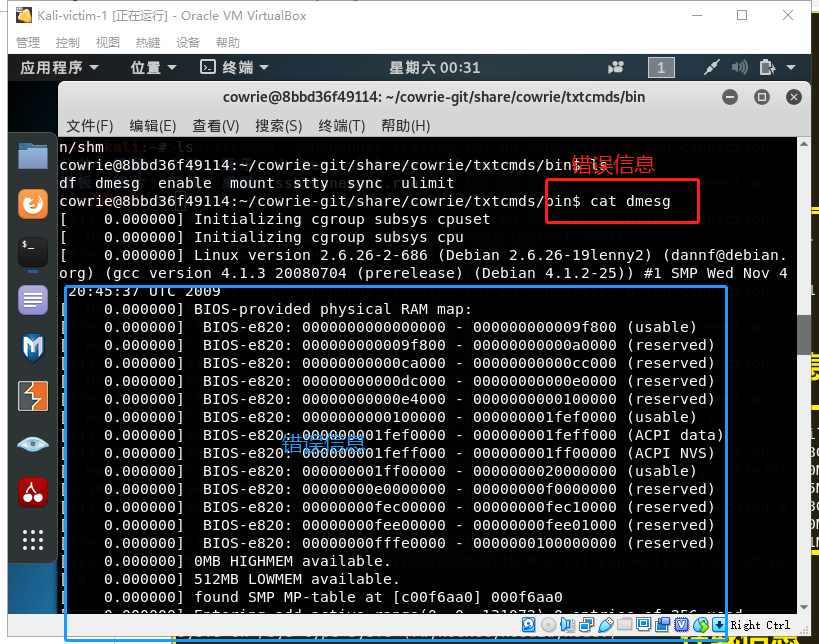 Kali-victim-1 [正在运行] - Oracle VM VirtualBox
管理 控制 视图 热键 设备 帮助
应用程序 位置 终端 星期六 00:31 1
cowrie@8bbd36f49114: ~/cowrie-git/share/cowrie/txtcmds/bin
文件(F) 编辑(E) 查看(V) 搜索(S) 终端(T) 帮助(H)
n/shm
cowrie@8bbd36f49114:~/cowrie-git/share/cowrie/txtcmds/bin$ ls
错误信息
df dmesg enable mount stty sync ulimit
cowrie@8bbd36f49114:~/cowrie-git/share/cowrie/txtcmds/bin$ cat dmesg
[    0.000000] Initializing cgroup subsys cpuset
[    0.000000] Initializing cgroup subsys cpu
[    0.000000] Linux version 2.6.26-2-686 (Debian 2.6.26-19lenny2) (dannf@debian.
org) (gcc version 4.1.3 20080704 (prerelease) (Debian 4.1.2-25)) #1 SMP Wed Nov 4
20:45:37 UTC 2009
[    0.000000] BIOS-provided physical RAM map:
[    0.000000]  BIOS-e820: 0000000000000000 - 000000000009f800 (usable)
[    0.000000]  BIOS-e820: 000000000009f800 - 00000000000a0000 (reserved)
[    0.000000]  BIOS-e820: 00000000000ca000 - 00000000000cc000 (reserved)
[    0.000000]  BIOS-e820: 00000000000dc000 - 00000000000e0000 (reserved)
[    0.000000]  BIOS-e820: 00000000000e4000 - 0000000000100000 (reserved)
[    0.000000]  BIOS-e820: 0000000000100000 - 000000001fef0000 (usable)
[    0.000000]  BIOS-e820: 000000001fef0000 - 000000001feff000 (ACPI data)
错误信息
[    0.000000]  BIOS-e820: 000000001feff000 - 000000001ff00000 (ACPI NVS)
[    0.000000]  BIOS-e820: 000000001ff00000 - 0000000020000000 (usable)
[    0.000000]  BIOS-e820: 00000000e0000000 - 00000000f0000000 (reserved)
[    0.000000]  BIOS-e820: 00000000fec00000 - 00000000fec10000 (reserved)
[    0.000000]  BIOS-e820: 00000000fee00000 - 00000000fee01000 (reserved)
[    0.000000]  BIOS-e820: 00000000fffe0000 - 0000000100000000 (reserved)
[    0.000000] 0MB HIGHMEM available.
[    0.000000] 512MB LOWMEM available.
[    0.000000] found SMP MP-table at [c00f6aa0] 000f6aa0
Right Ctrl